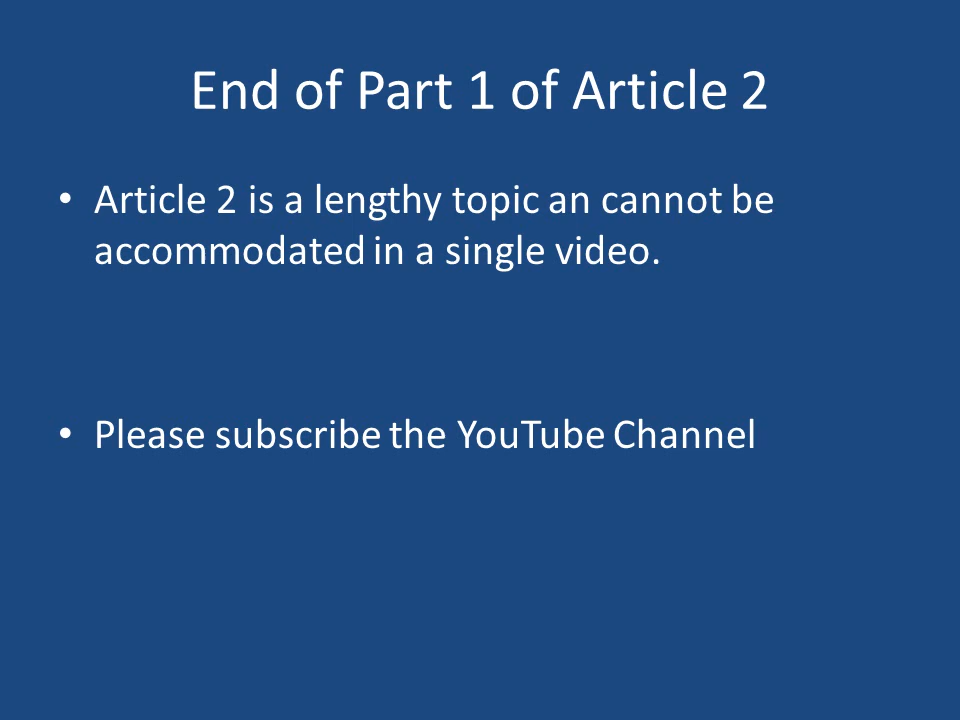 End of Part 1 of Article 2
• Article 2 is a lengthy topic an cannot be
accommodated in a single video.
• Please subscribe the YouTube Channel